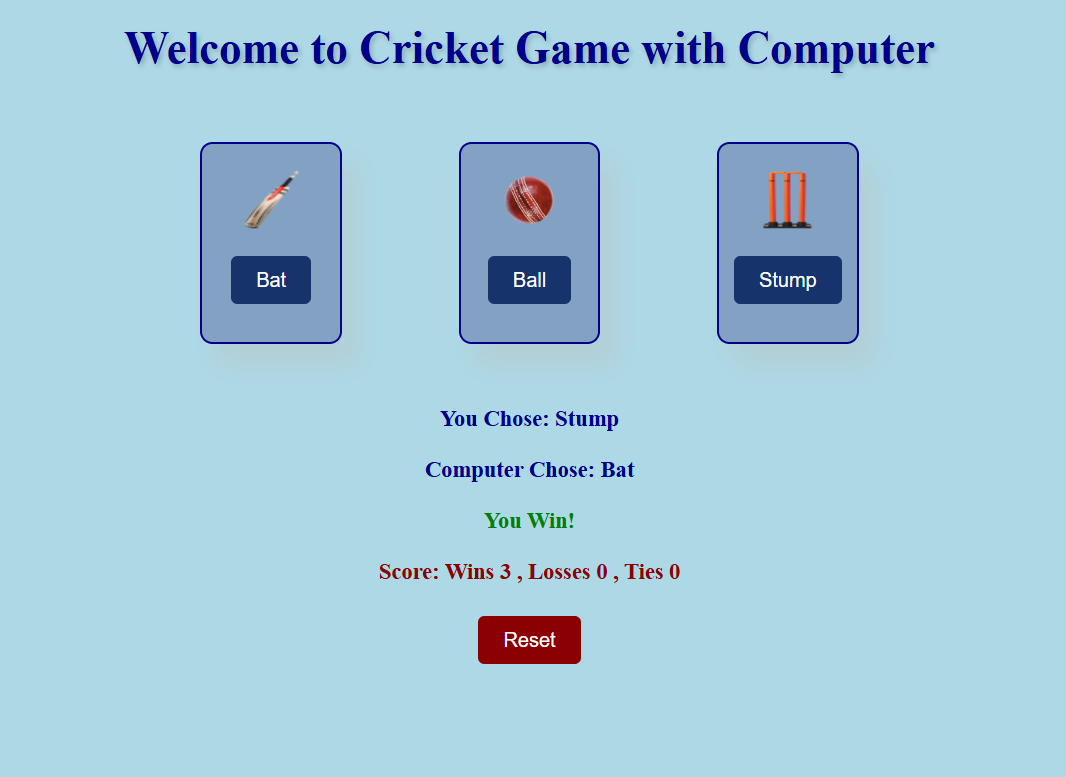 Welcome to Cricket Game with Computer
Bat
Ball
Stump
You Chose: Stump
Computer Chose: Bat
You Win!
Score: Wins 3 , Losses 0 , Ties 0
Reset